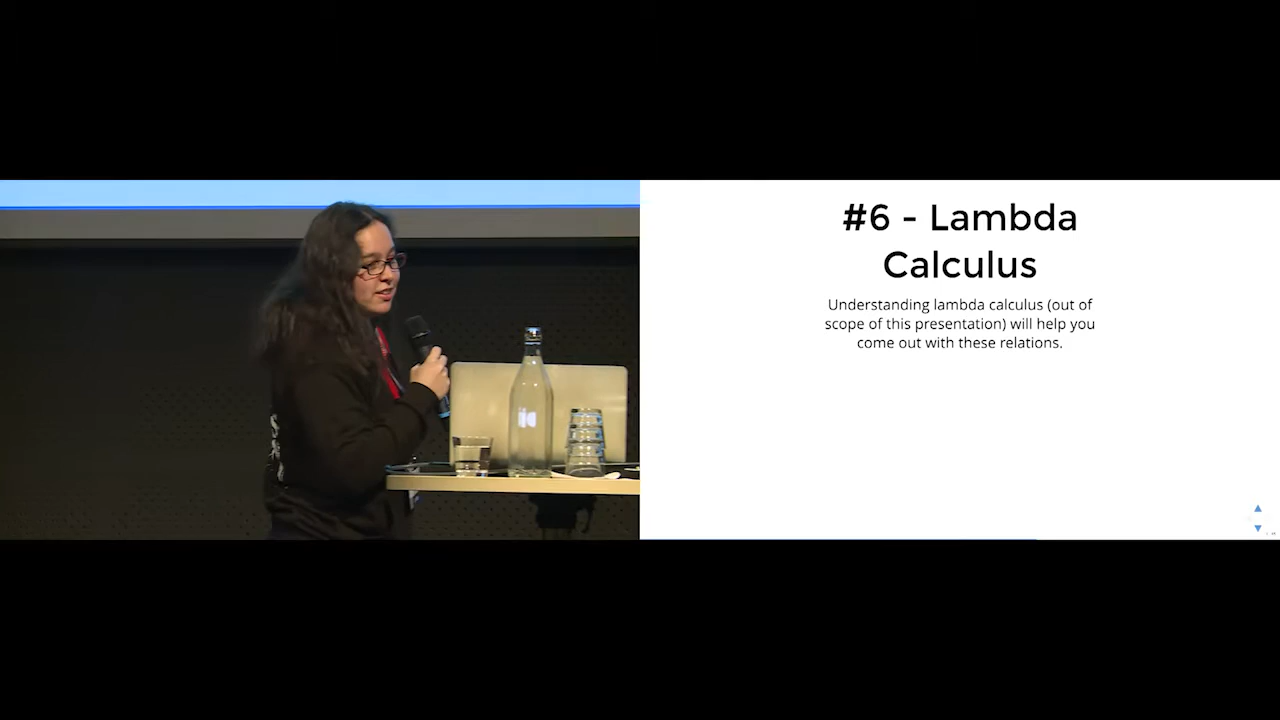 #6 - Lambda
Calculus
Understanding lambda calculus (out of
scope of this presentation) will help you
come out with these relations.